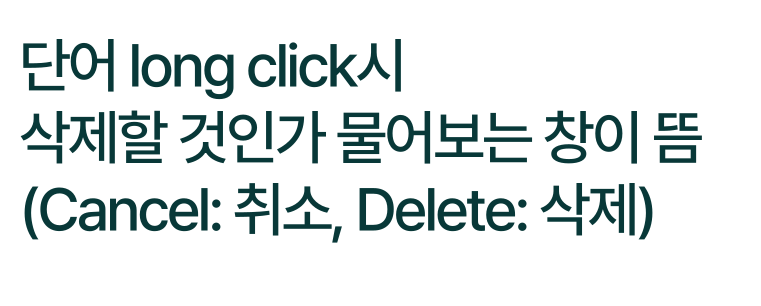 단어 long click시
삭제할 것인가 물어보는 창이 뜸
(Cancel: 취소, Delete: 삭제)